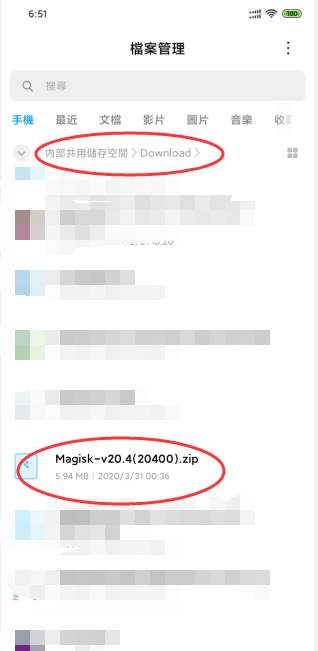 6:51
100
檔案管理
搜尋
手機 最近 文檔 影片 圖片 音樂
內部共用儲存空間 > Download >
Magisk-v20.4(20400).zip
5.94 MB | 2020/3/31 00:36